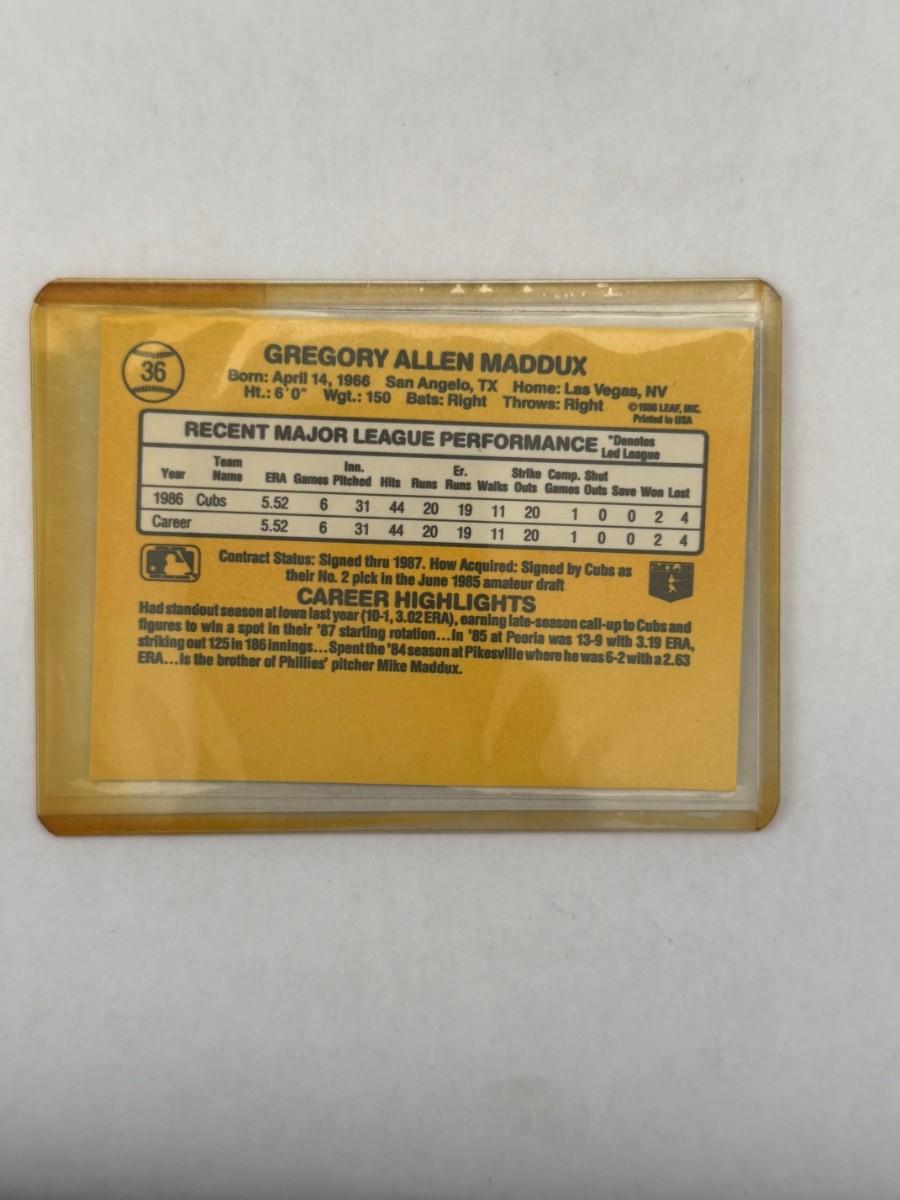 36
GREGORY ALLEN MADDUX
Born: April 14, 1966 San Angelo, TX Home: Las Vegas, NV
Ht.: 6'0" Wgt.: 150 Bats: Right Throws: Right
©1986 LEAF, INC.
Printed in USA
RECENT MAJOR LEAGUE PERFORMANCE *Denotes Led League
Year Team Name ERA Games Inn. Pitched Hits Runs Er. Runs Walks Strike Outs Comp. Games Shut Outs Save Won Lost
1986 Cubs 5.52 6 31 44 20 19 11 20 1 0 0 2 4
Career 5.52 6 31 44 20 19 11 20 1 0 0 2 4
Contract Status: Signed thru 1987. How Acquired: Signed by Cubs as
their No. 2 pick in the June 1985 amateur draft
MLB
CAREER HIGHLIGHTS
Had standout season at Iowa last year (10-1, 3.02 ERA), earning late-season call-up to Cubs and
figures to win a spot in their '87 starting rotation...In '85 at Peoria was 13-9 with 3.19 ERA,
striking out 125 in 186 innings...Spent the '84 season at Pikesville where he was 6-2 with a 2.63
ERA...Is the brother of Phillies' pitcher Mike Maddux.